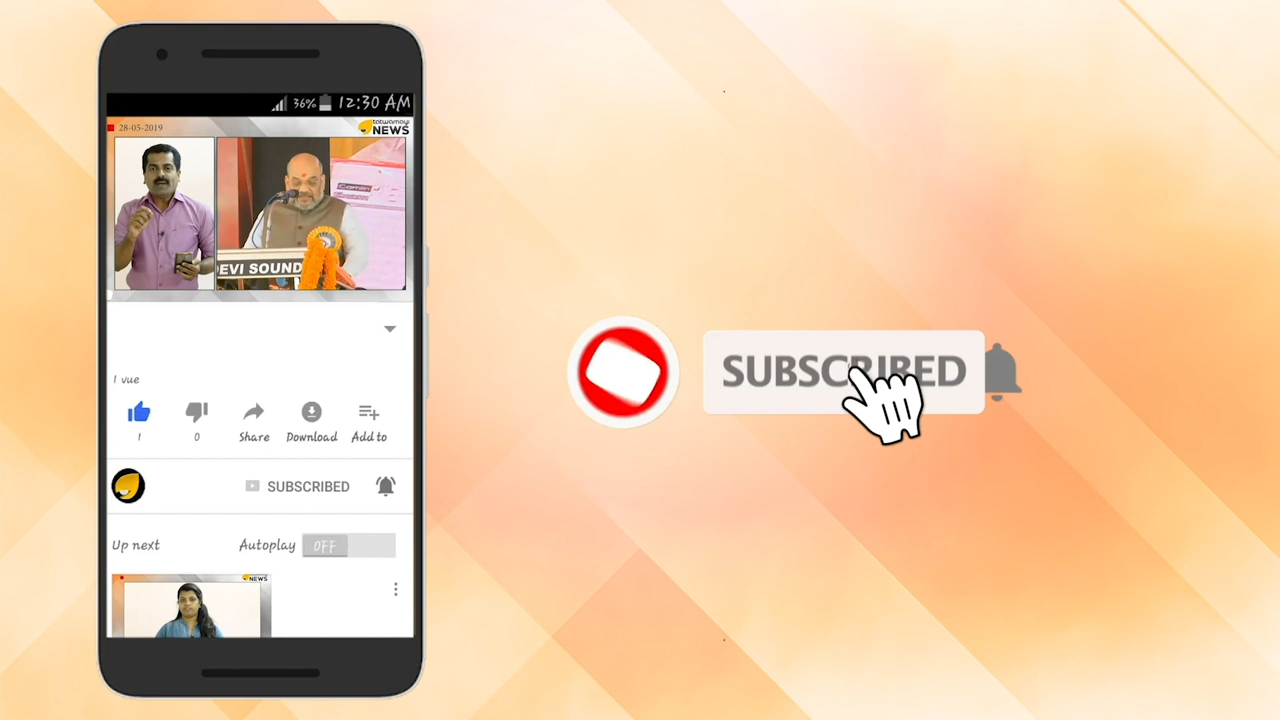 36% 12:30 AM
28-05-2019
tatwamayi
NEWS
DEVI SOUND
1 vue
1
0
Share
Download
Add to
SUBSCRIBED
Up next
Autoplay
OFF
NEWS
SUBSCRIBED